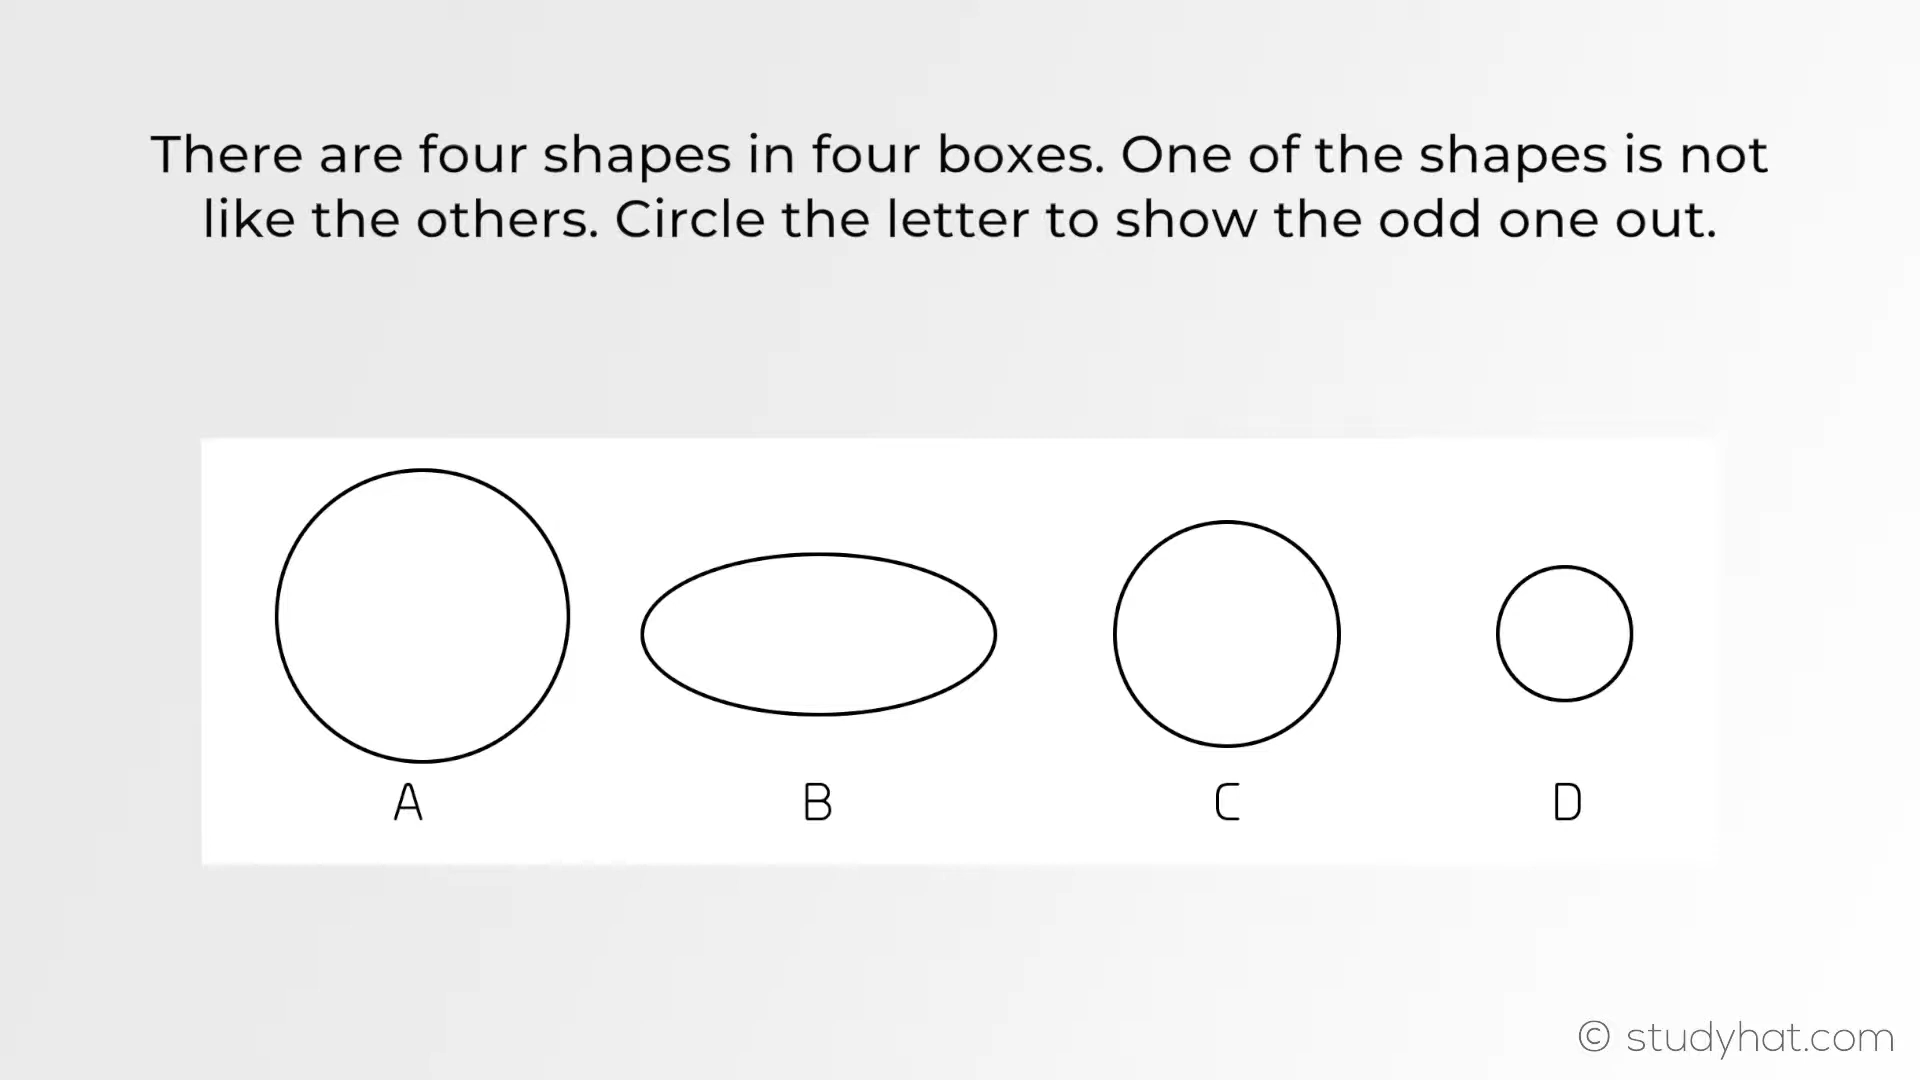 There are four shapes in four boxes. One of the shapes is not
like the others. Circle the letter to show the odd one out.
A B C D
© studyhat.com